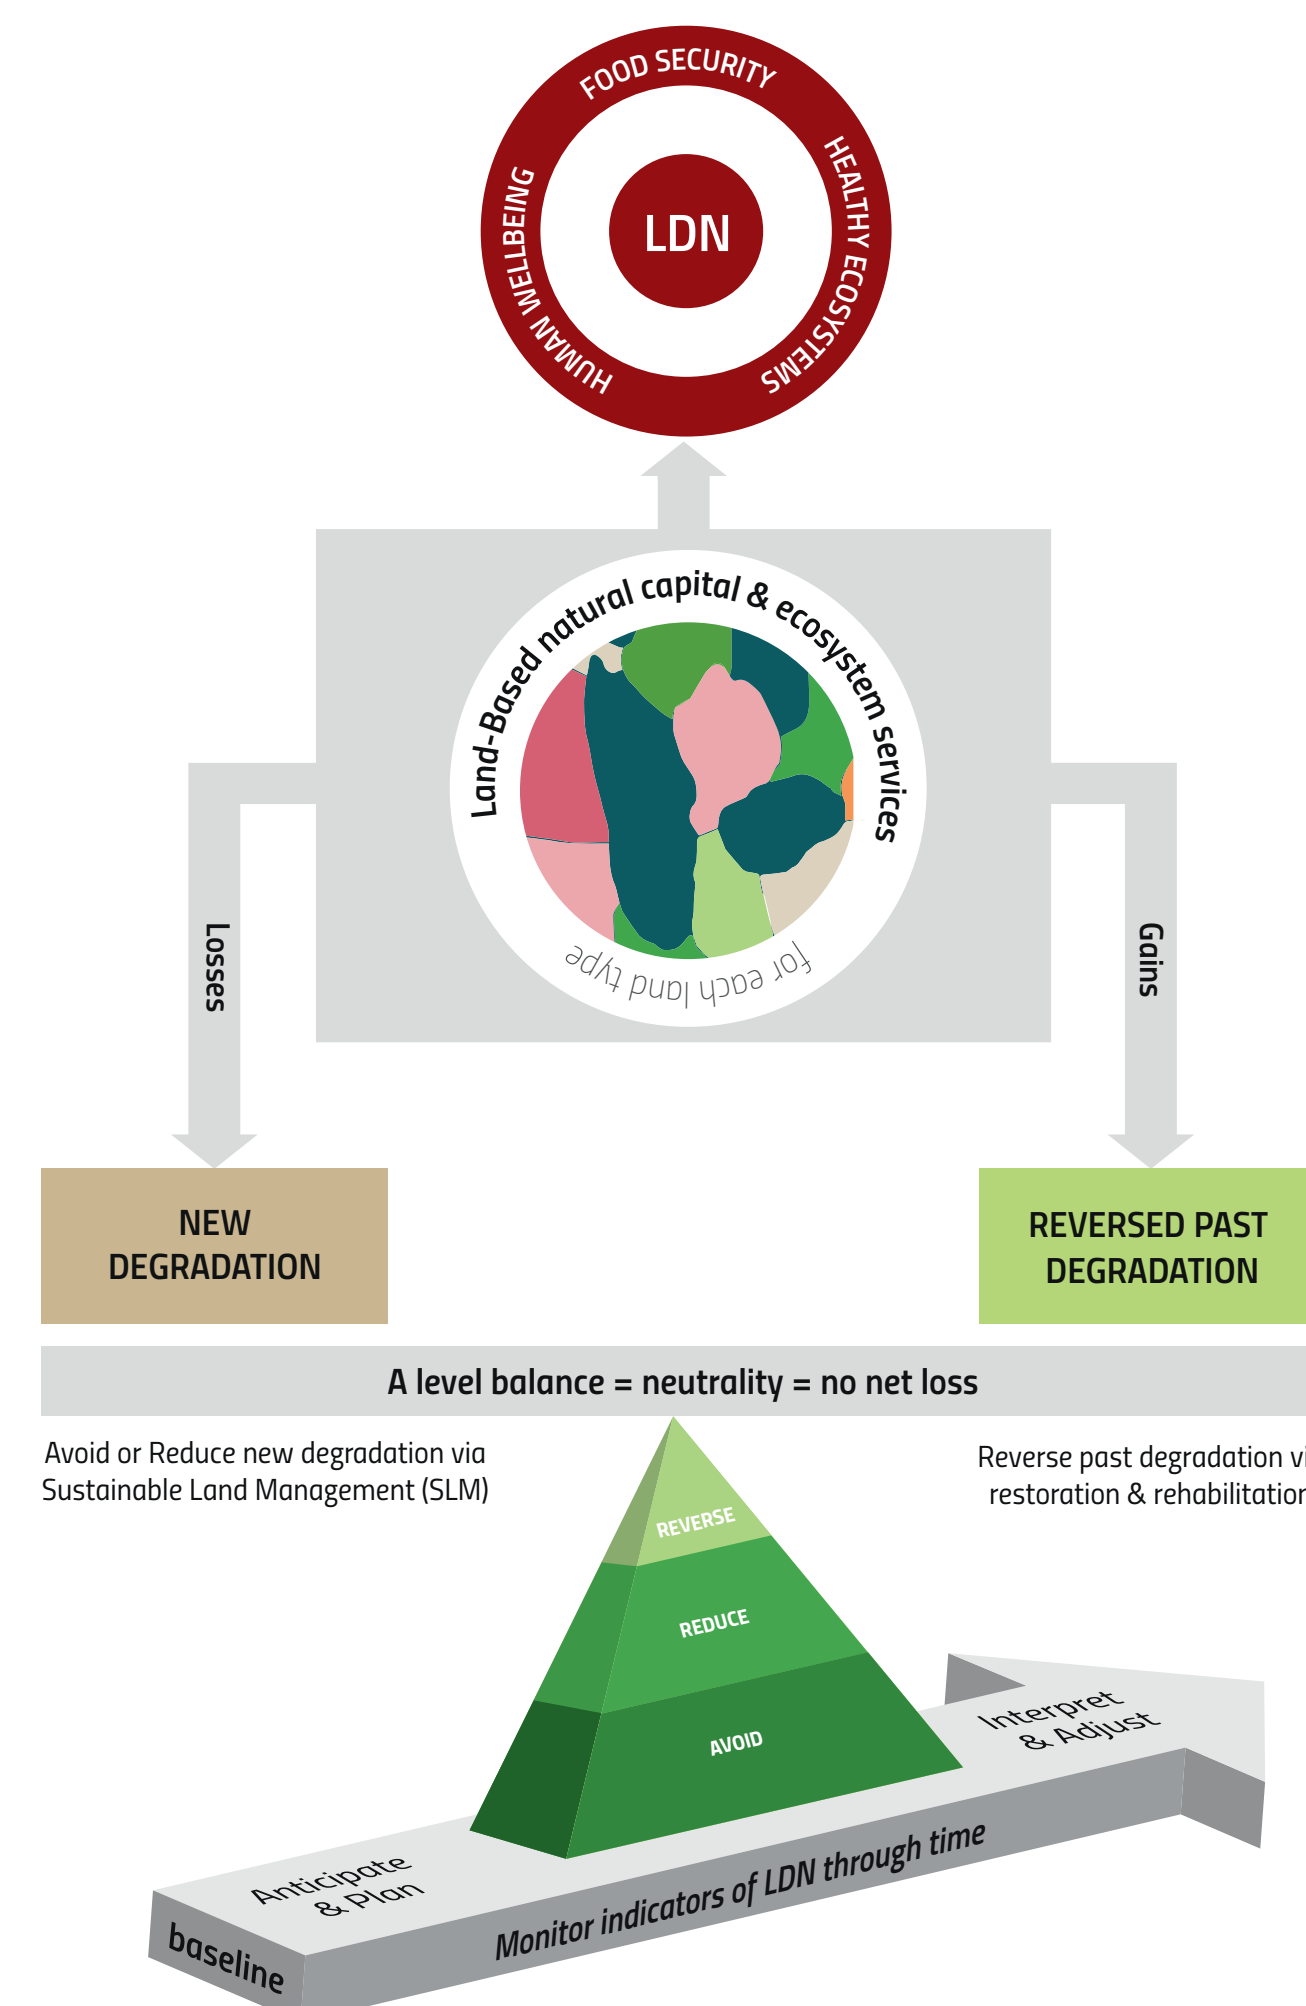 FOOD SECURITY
HUMAN WELLBEING
HEALTHY ECOSYSTEMS
LDN
Land-Based natural capital & ecosystem services
for each land type
Losses
Gains
NEW
DEGRADATION
REVERSED PAST
DEGRADATION
A level balance = neutrality = no net loss
Avoid or Reduce new degradation via
Sustainable Land Management (SLM)
Reverse past degradation vi
restoration & rehabilitation
REVERSE
REDUCE
AVOID
Interpret
& Adjust
Anticipate
& Plan
Monitor indicators of LDN through time
baseline